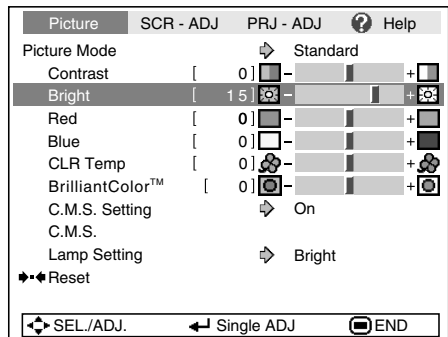 Picture SCR - ADJ PRJ - ADJ ? Help
Picture Mode Standard
Contrast [ 0 ] - +
Bright [ 15 ] - +
Red [ 0 ] - +
Blue [ 0 ] - +
CLR Temp [ 0 ] - +
BrilliantColor™ [ 0 ] - +
C.M.S. Setting On
C.M.S.
Lamp Setting Bright
Reset
SEL./ADJ. Single ADJ END